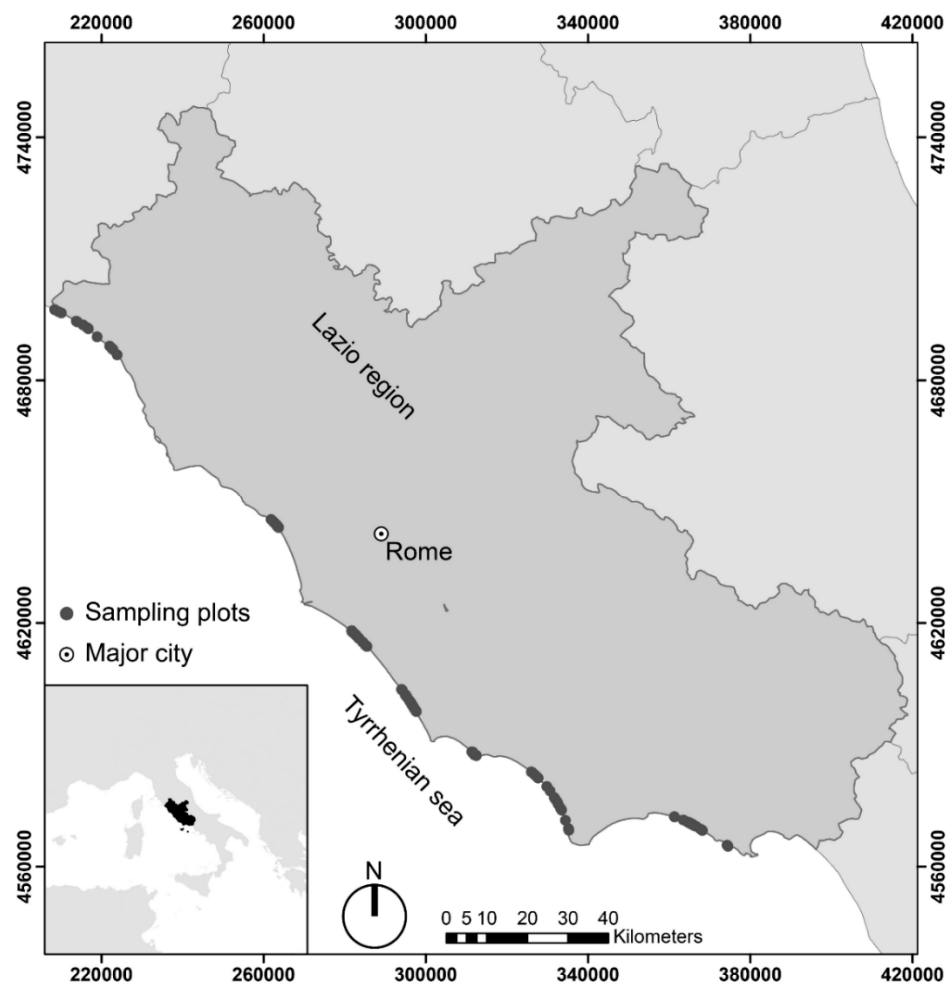 220000 260000 300000 340000 380000 420000
4740000 4740000
Lazio region
4680000 4680000
Rome
4620000 4620000
Sampling plots
Major city
Tyrrhenian sea
4560000 4560000
N
0 5 10 20 30 40
Kilometers
220000 260000 300000 340000 380000 420000